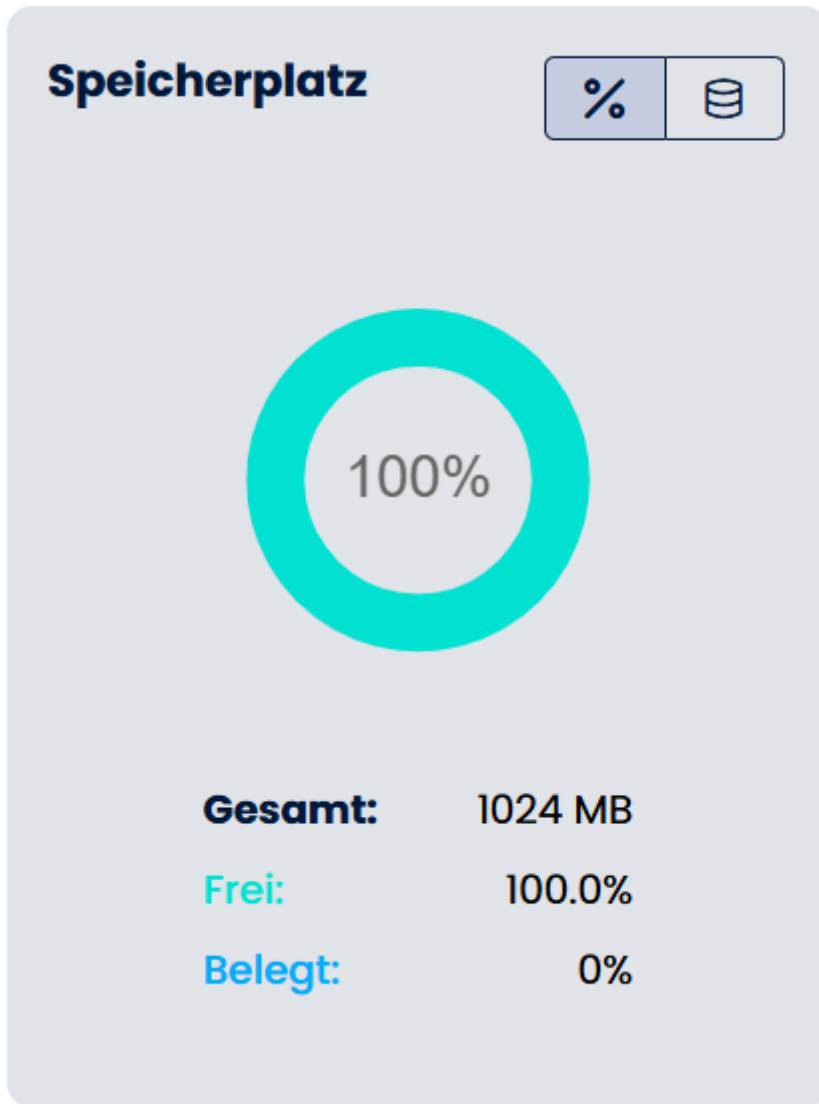 Speicherplatz
%
100%
Gesamt: 1024 MB
Frei: 100.0%
Belegt: 0%